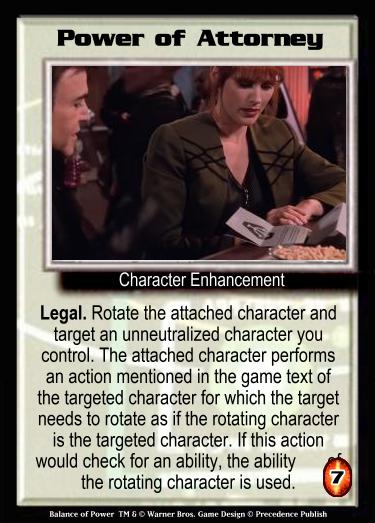 Power of Attorney
Character Enhancement
Legal. Rotate the attached character and
target an unneutralized character you
control. The attached character performs
an action mentioned in the game text of
the targeted character for which the target
needs to rotate as if the rotating character
is the targeted character. If this action
would check for an ability, the ability
the rotating character is used.
7
Balance of Power TM & © Warner Bros. Game Design © Precedence Publish